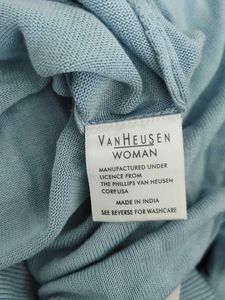 VANHEUSEN
WOMAN
MANUFACTURED UNDER
LICENCE FROM
THE PHILLIPS VAN HEUSEN
CORP.USA
MADE IN INDIA
SEE REVERSE FOR WASHCARE